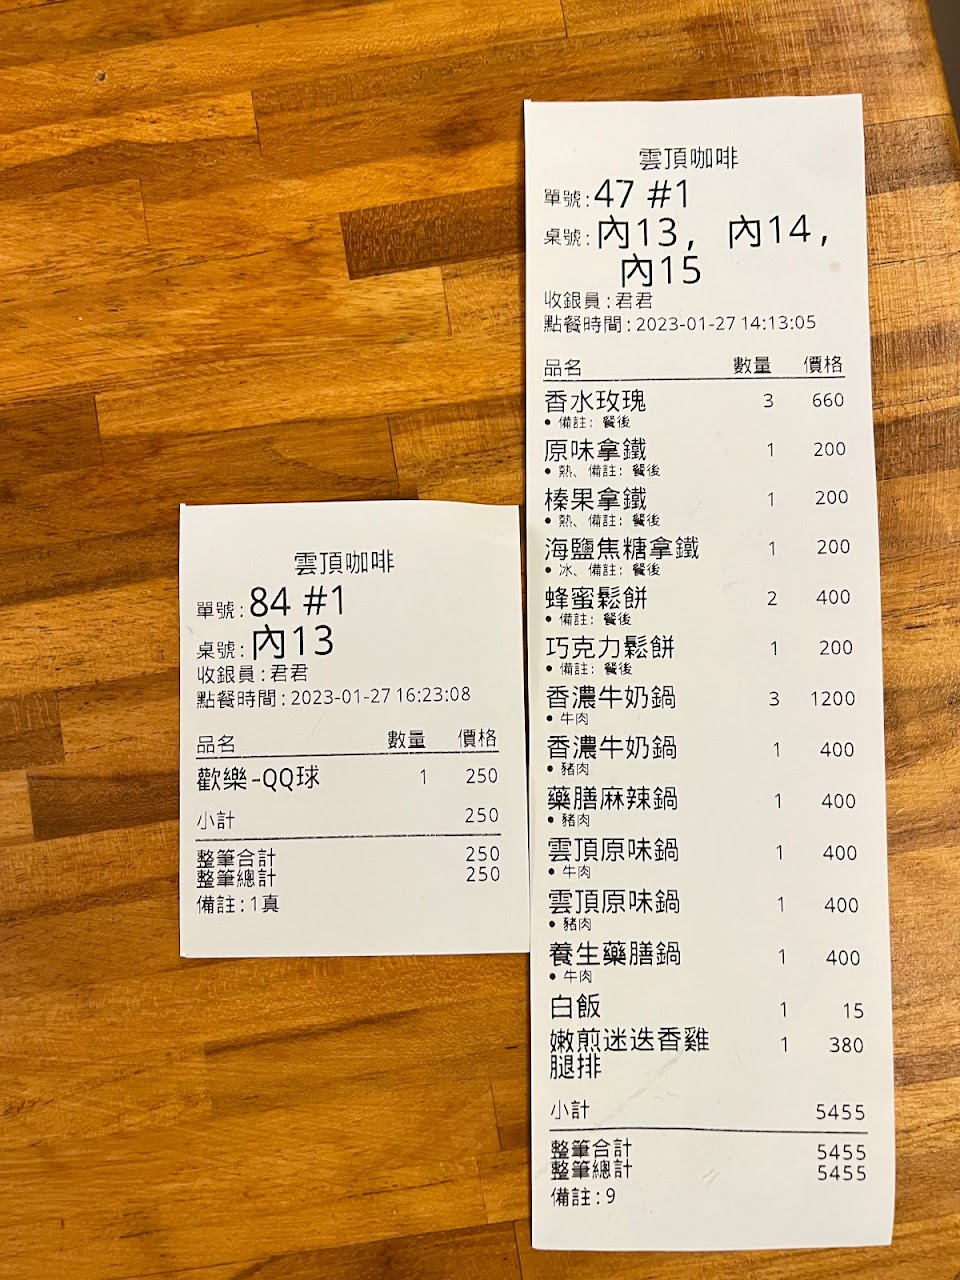 雲頂咖啡
單號:84 #1
桌號:內13
收銀員:君君
點餐時間:2023-01-27 16:23:08
品名 數量 價格
歡樂-QQ球 1 250
小計 250
整筆合計 250
整筆總計 250
備註:1真
雲頂咖啡
單號:47 #1
桌號:內13, 內14,
內15
收銀員:君君
點餐時間:2023-01-27 14:13:05
品名 數量 價格
香水玫瑰 3 660
• 備註: 餐後
原味拿鐵 1 200
• 熱、備註: 餐後
榛果拿鐵 1 200
• 熱、備註: 餐後
海鹽焦糖拿鐵 1 200
• 冰、備註: 餐後
蜂蜜鬆餅 2 400
• 備註: 餐後
巧克力鬆餅 1 200
• 備註: 餐後
香濃牛奶鍋 3 1200
• 牛肉
香濃牛奶鍋 1 400
• 豬肉
藥膳麻辣鍋 1 400
• 豬肉
雲頂原味鍋 1 400
• 牛肉
雲頂原味鍋 1 400
• 豬肉
養生藥膳鍋 1 400
• 牛肉
白飯 1 15
嫩煎迷迭香雞 1 380
腿排
小計 5455
整筆合計 5455
整筆總計 5455
備註:9